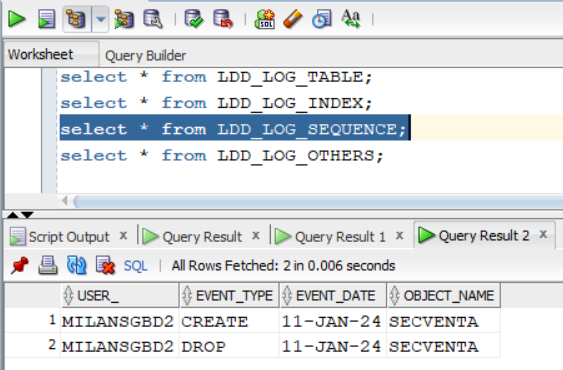 Worksheet Query Builder
select * from LDD_LOG_TABLE;
select * from LDD_LOG_INDEX;
select * from LDD_LOG_SEQUENCE;
select * from LDD_LOG_OTHERS;
Script Output x Query Result x Query Result 1 x Query Result 2 x
SQL | All Rows Fetched: 2 in 0.006 seconds
USER_ EVENT_TYPE EVENT_DATE OBJECT_NAME
1 MILANSGBD2 CREATE 11-JAN-24 SECVENTA
2 MILANSGBD2 DROP 11-JAN-24 SECVENTA